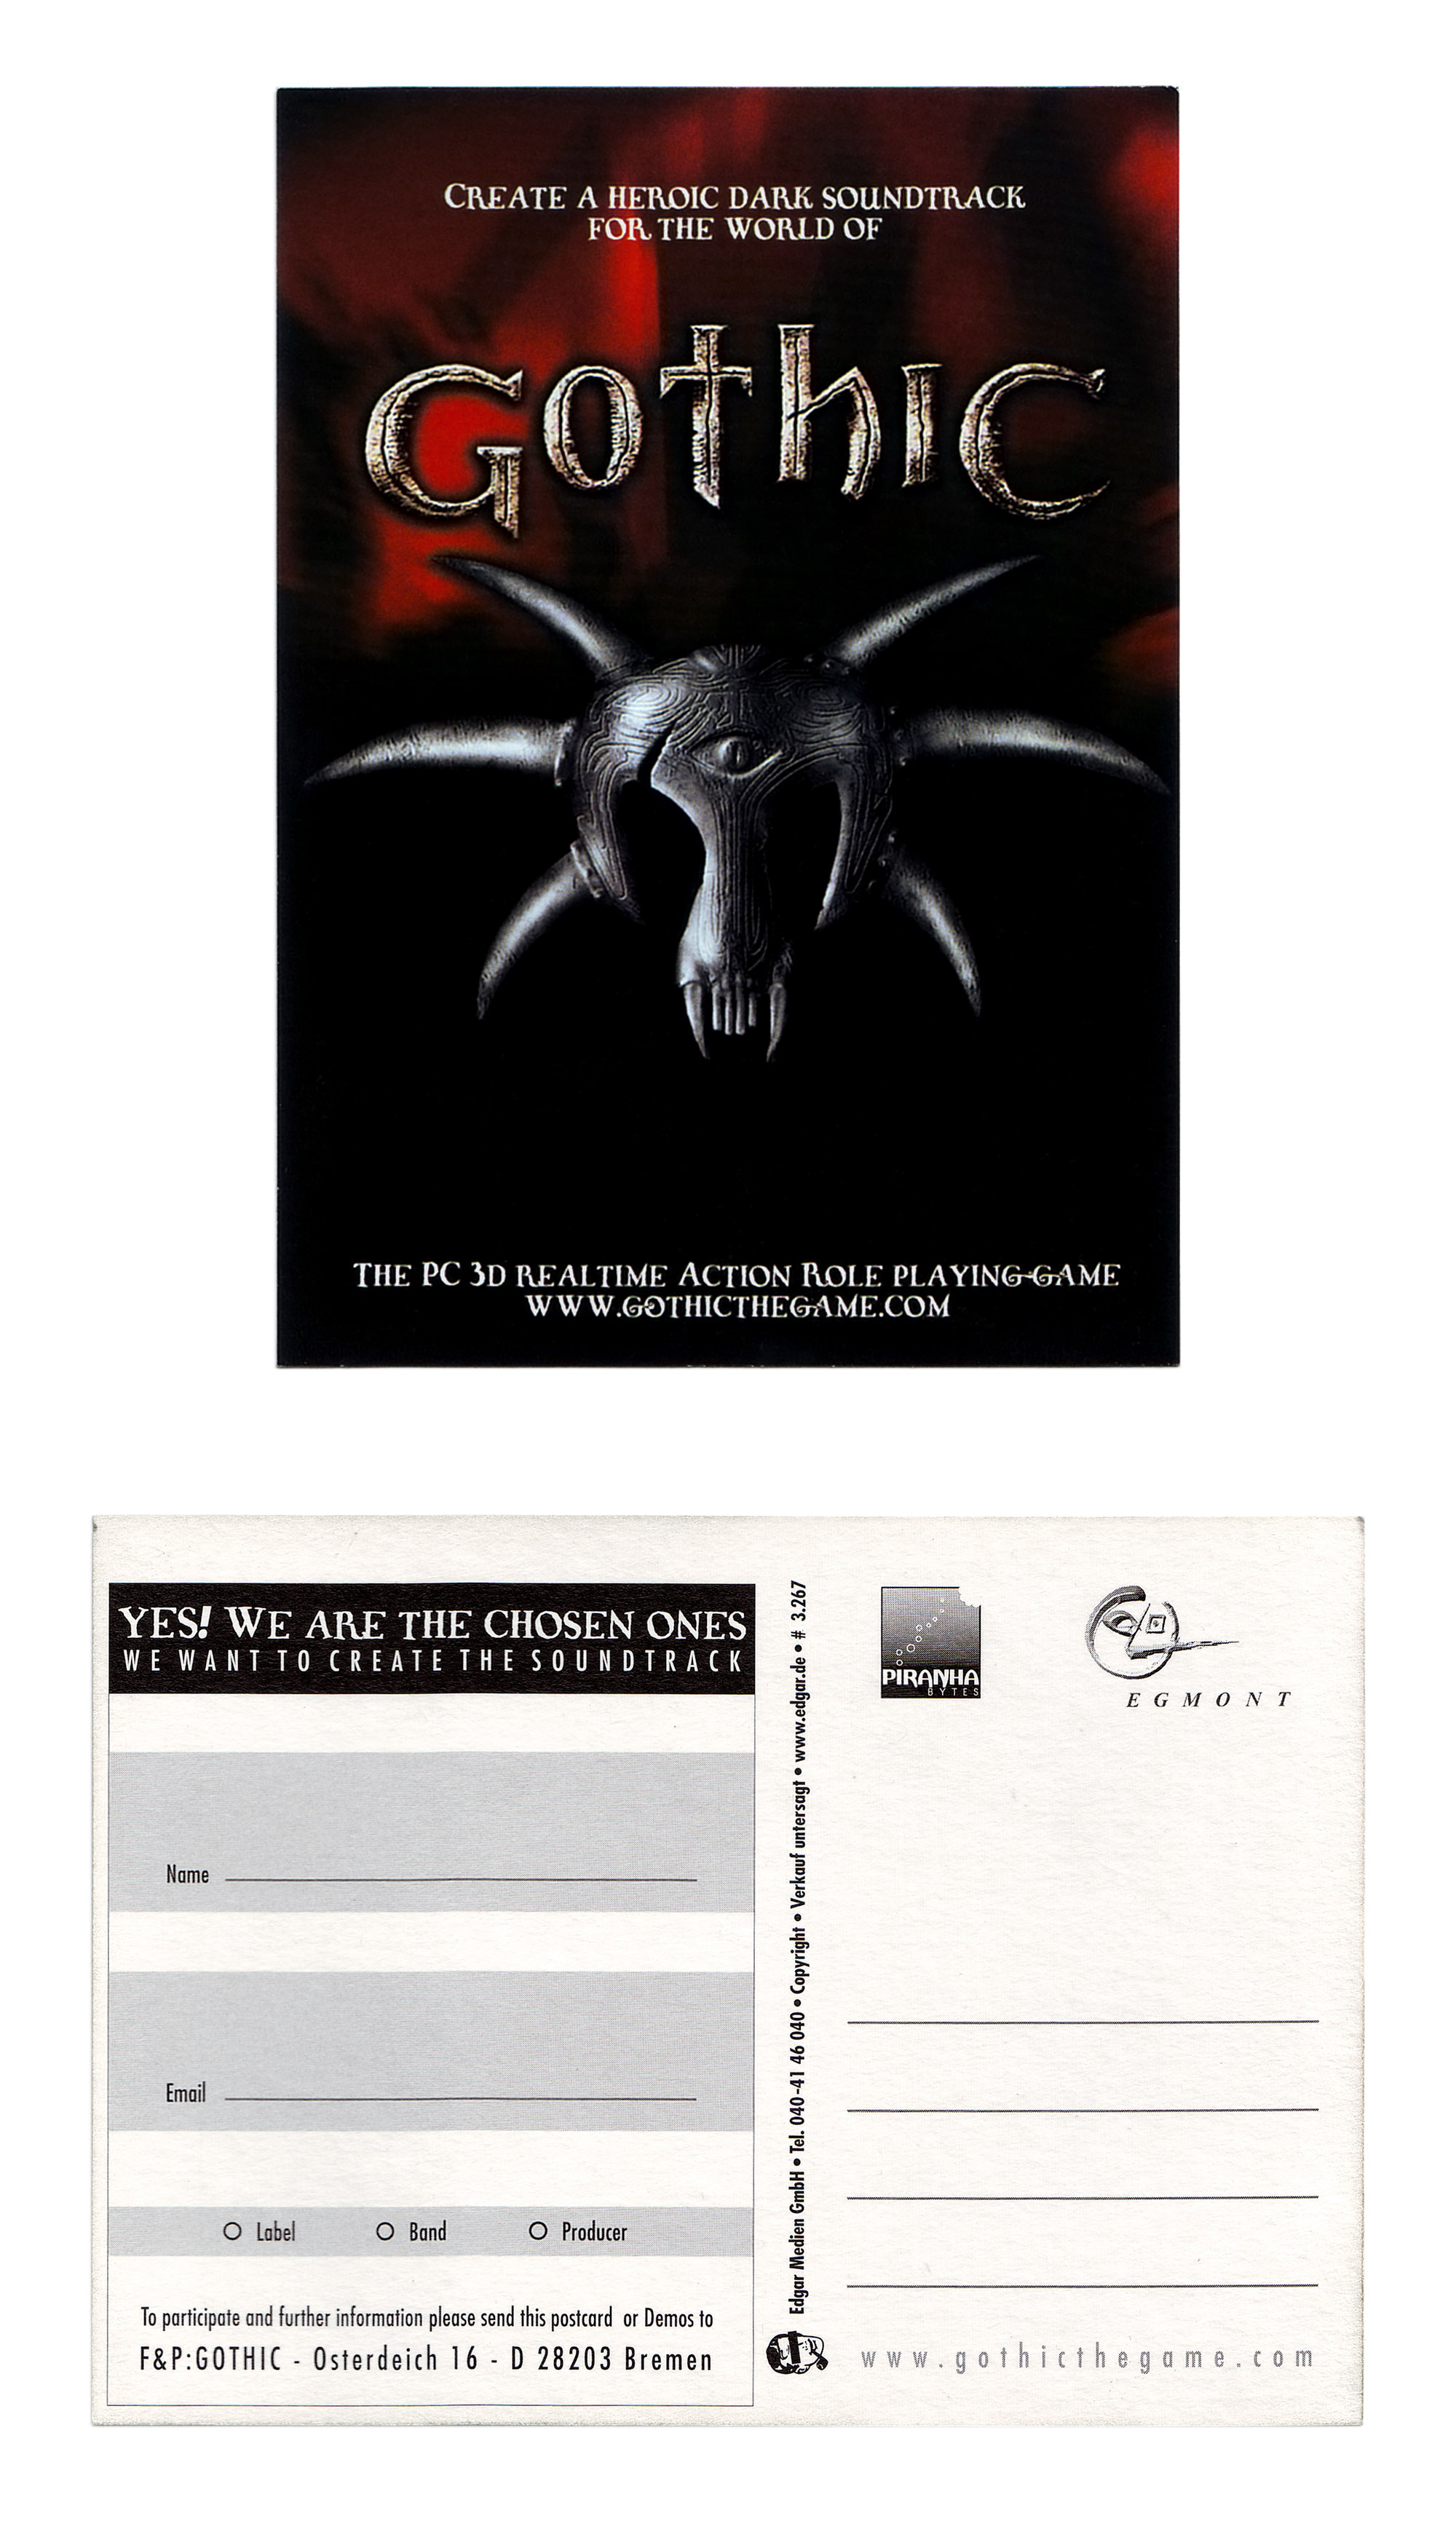 CREATE A HEROIC DARK SOUNDTRACK
FOR THE WORLD OF
GOTHIC
THE PC 3D REALTIME ACTION ROLE PLAYING-GAME
WWW.GOTHICTHEGAME.COM
YES! WE ARE THE CHOSEN ONES
WE WANT TO CREATE THE SOUNDTRACK
Name
Email
Label Band Producer
To participate and further information please send this postcard or Demos to
F&P:GOTHIC - Osterdeich 16 - D 28203 Bremen
Edgar Medien GmbH • Tel. 040-41 46 040 • Copyright • Verkauf untersagt • www.edgar.de • # 3.267
PIRANHA
BYTES
EGMONT
www.gothicthegame.com